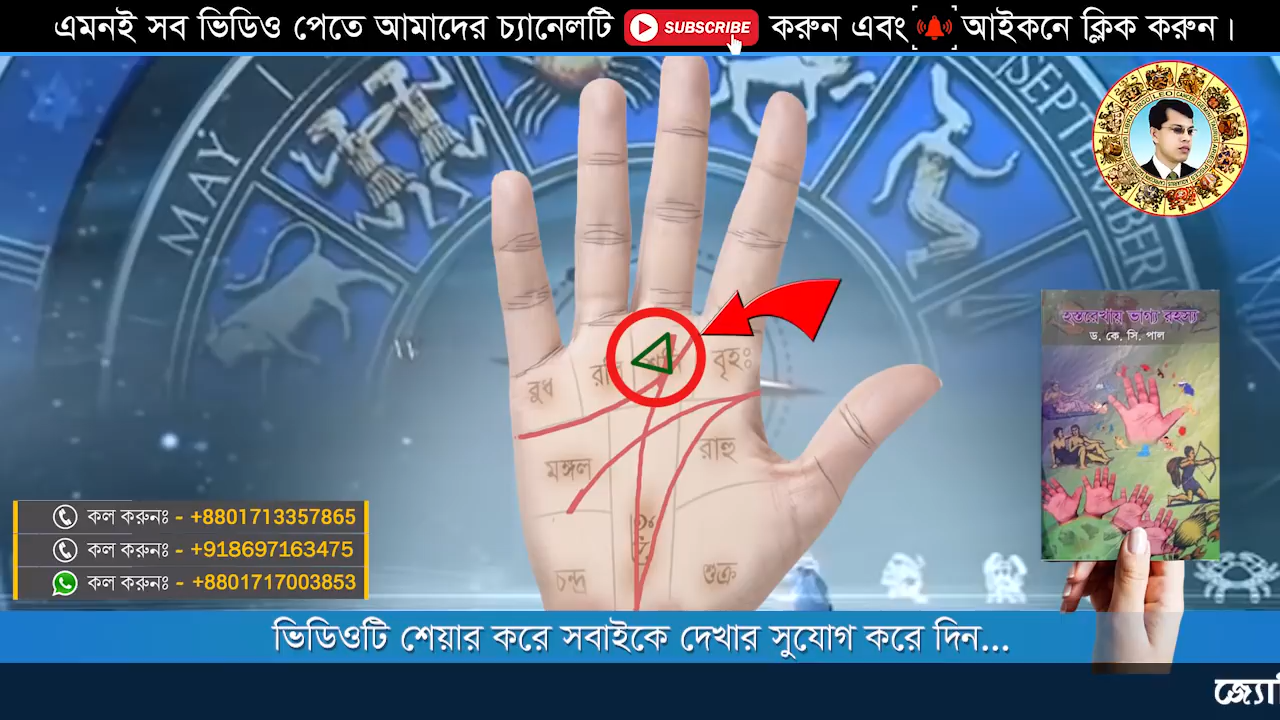 এমনই সব ভিডিও পেতে আমাদের চ্যানেলটি SUBSCRIBE করুন এবং আইকনে ক্লিক করুন।
MAY
SEPTEMBER
হস্তরেখায় ভাগ্য রহস্য
ড. কে. সি. পাল
বুধ
বৃহঃ
মঙ্গল
রাহু
চন্দ্র
শুক্র
কল করুনঃ - +8801713357865
কল করুনঃ - +918697163475
কল করুনঃ - +8801717003853
ভিডিওটি শেয়ার করে সবাইকে দেখার সুযোগ করে দিন...